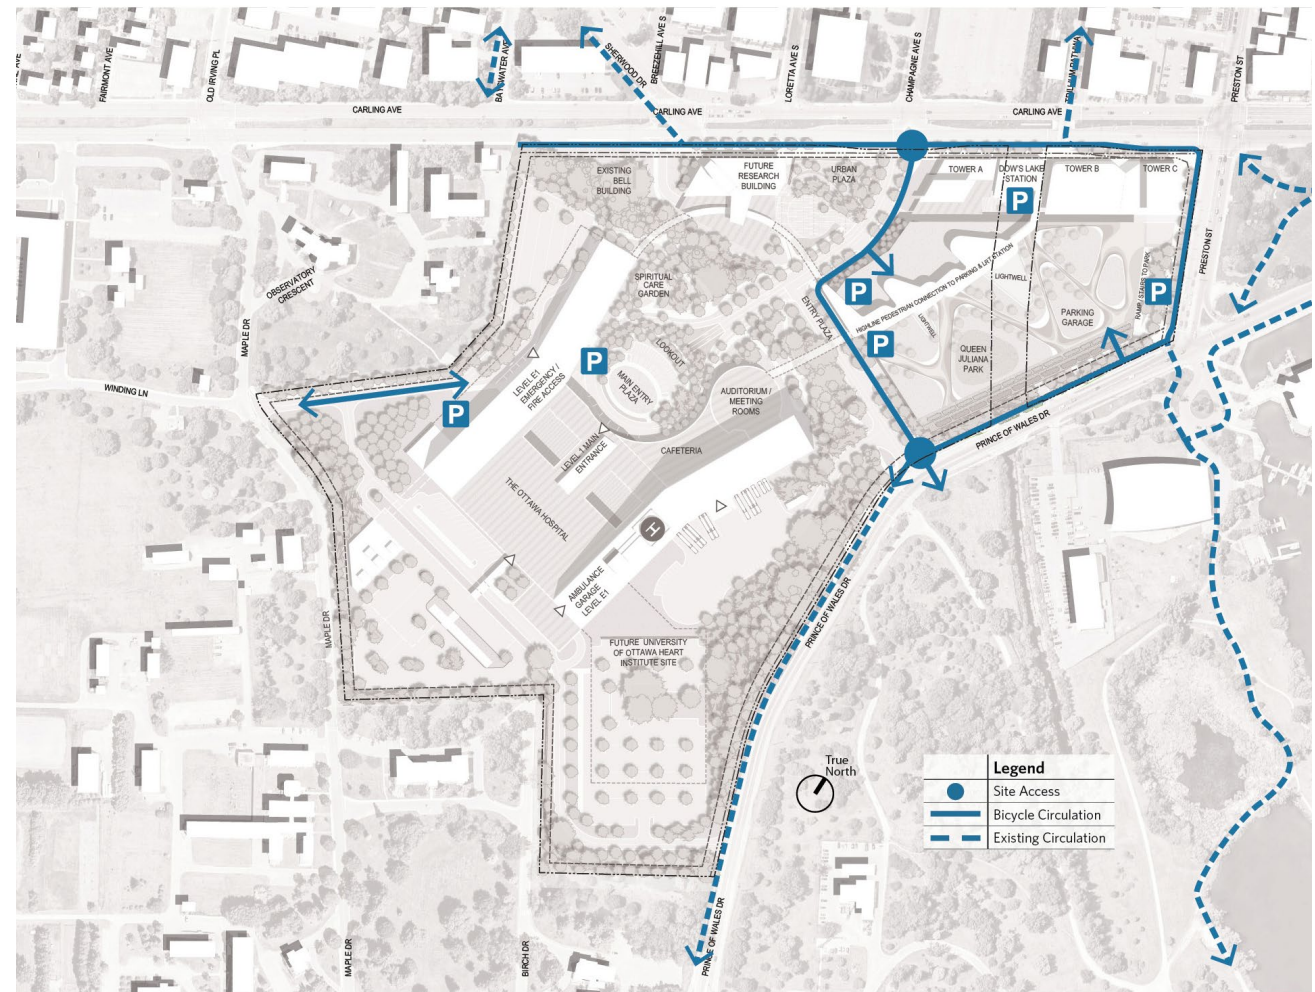 FAIRMONT AVE
OLD IRVING PL
BAYSWATER AVE
SHERWOOD DR
BREEZEHILL AVE S
LORETTA AVE S
CHAMPAGNE AVE S
PRESTON ST
CARLING AVE
CARLING AVE
CARLING AVE
EXISTING
BELL
BUILDING
FUTURE
RESEARCH
BUILDING
URBAN
PLAZA
TOWER A
DOW'S LAKE
STATION
TOWER B
TOWER C
P
PRESTON ST
OBSERVATORY
CRESCENT
SPIRITUAL
CARE
GARDEN
HIGHLINE PEDESTRIAN CONNECTION TO PARKING & LRT STATION
LIGHTWELL
RAMP / STAIRS TO PARK
P
P
ENTRY PLAZA
LIGHTWELL
PARKING
GARAGE
MAPLE DR
WINDING LN
P
P
LOOKOUT
QUEEN
JULIANA
PARK
LEVEL E1
EMERGENCY /
FIRE ACCESS
MAIN ENTRY
PLAZA
AUDITORIUM /
MEETING
ROOMS
P
LEVEL 1 MAIN
ENTRANCE
CAFETERIA
PRINCE OF WALES DR
THE OTTAWA HOSPITAL
H
AMBULANCE
GARAGE
LEVEL E1
MAPLE DR
FUTURE UNIVERSITY
OF OTTAWA HEART
INSTITUTE SITE
PRINCE OF WALES DR
True
North
Legend
Site Access
Bicycle Circulation
Existing Circulation
MAPLE DR
BIRCH DR
PRINCE OF WALES DR